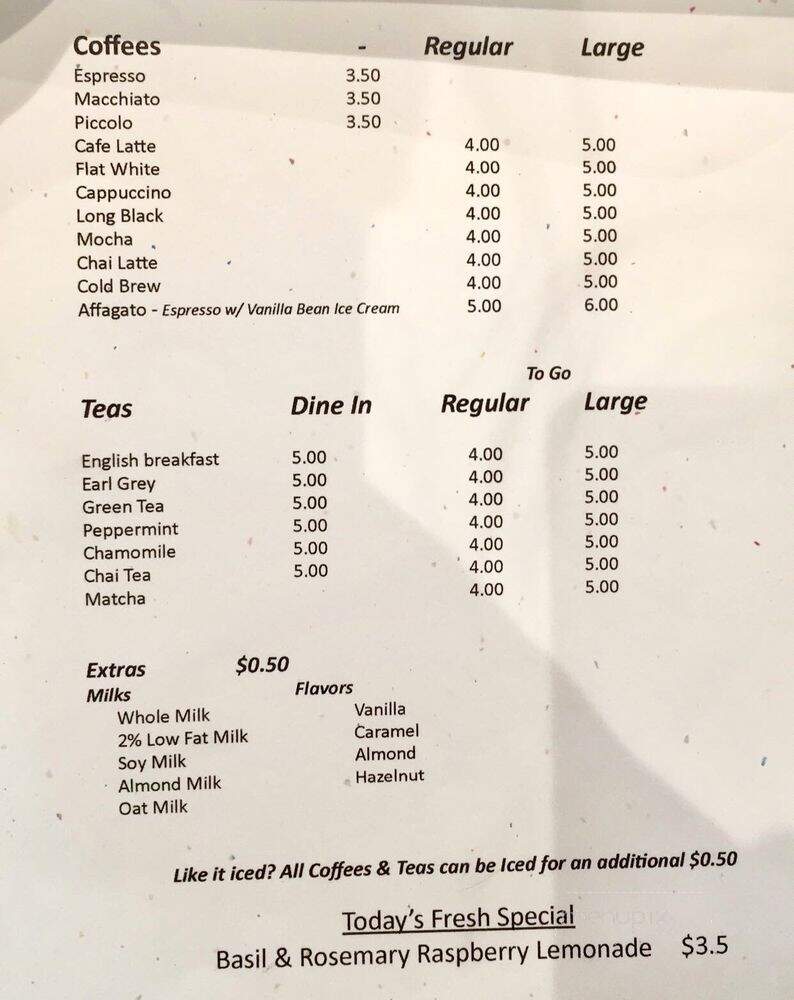 Coffees - Regular Large
Espresso 3.50
Macchiato 3.50
Piccolo 3.50
Cafe Latte 4.00 5.00
Flat White 4.00 5.00
Cappuccino 4.00 5.00
Long Black 4.00 5.00
Mocha 4.00 5.00
Chai Latte 4.00 5.00
Cold Brew 4.00 5.00
Affagato - Espresso w/ Vanilla Bean Ice Cream 5.00 6.00
To Go
Teas Dine In Regular Large
English breakfast 5.00 4.00 5.00
Earl Grey 5.00 4.00 5.00
Green Tea 5.00 4.00 5.00
Peppermint 5.00 4.00 5.00
Chamomile 5.00 4.00 5.00
Chai Tea 5.00 4.00 5.00
Matcha 4.00 5.00
Extras $0.50
Milks Flavors
Whole Milk Vanilla
2% Low Fat Milk Caramel
Soy Milk Almond
Almond Milk Hazelnut
Oat Milk
Like it iced? All Coffees & Teas can be Iced for an additional $0.50
Today's Fresh Special
Basil & Rosemary Raspberry Lemonade $3.5